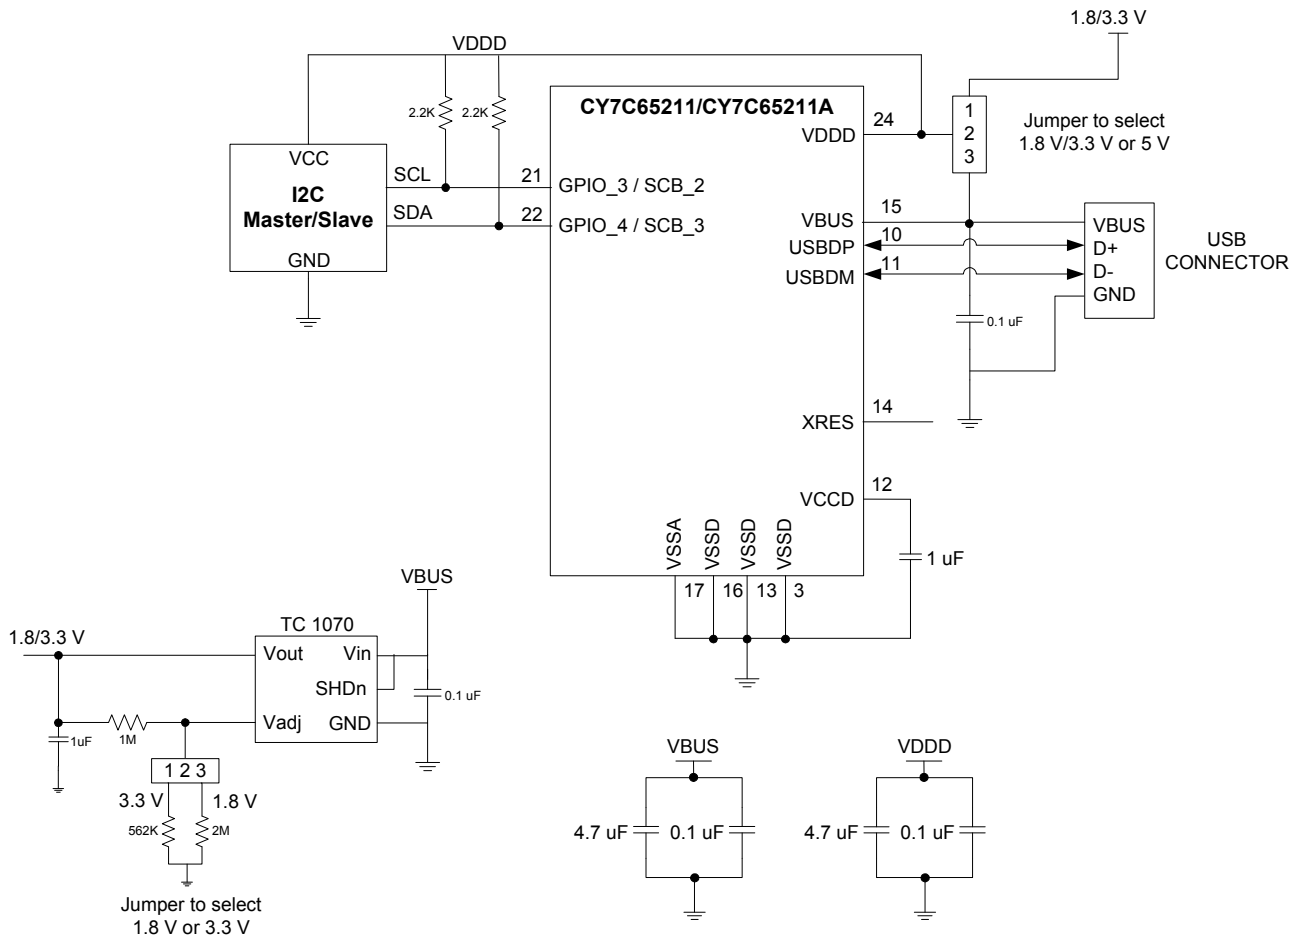 1.8/3.3 V
VDDD
2.2K
2.2K
CY7C65211/CY7C65211A
VDDD
24
1
2
3
Jumper to select
1.8 V/3.3 V or 5 V
VCC
I2C
Master/Slave
GND
SCL
SDA
21
22
GPIO_3 / SCB_2
GPIO_4 / SCB_3
VBUS
15
USBDP
10
USBDM
11
VBUS
D+
D-
GND
USB
CONNECTOR
0.1 uF
XRES
14
VCCD
12
1 uF
VSSA
VSSD
VSSD
VSSD
17
16
13
3
VBUS
1.8/3.3 V
TC 1070
Vout
Vin
SHDn
Vadj
GND
0.1 uF
1uF
1M
1 2 3
3.3 V
1.8 V
562K
2M
Jumper to select
1.8 V or 3.3 V
VBUS
4.7 uF
0.1 uF
VDDD
4.7 uF
0.1 uF